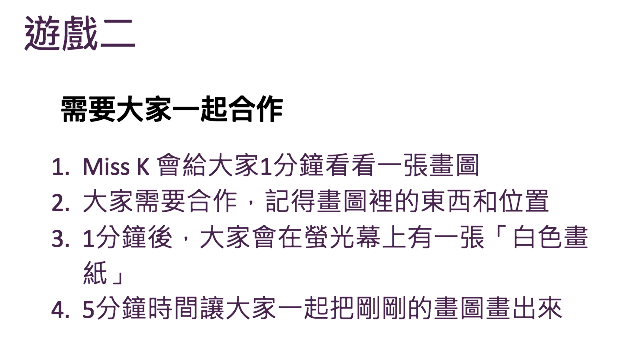 遊戲二
需要大家一起合作
1. Miss K 會給大家1分鐘看看一張畫圖
2. 大家需要合作，記得畫圖裡的東西和位置
3. 1分鐘後，大家會在螢光幕上有一張「白色畫
紙」
4. 5分鐘時間讓大家一起把剛剛的畫圖畫出來